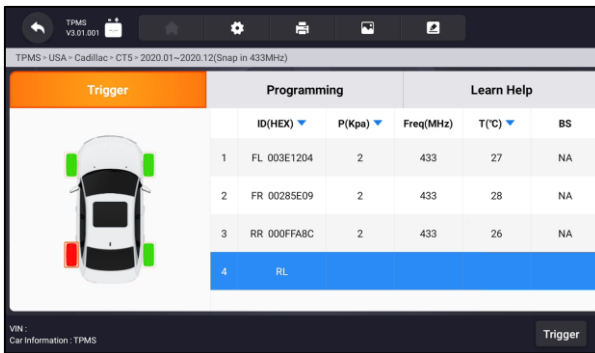 TPMS
V3.01.001
TPMS > USA > Cadillac > CT5 > 2020.01~2020.12(Snap in 433MHz)
Trigger Programming Learn Help
ID(HEX) P(Kpa) Freq(MHz) T(℃) BS
1 FL 003E1204 2 433 27 NA
2 FR 00285E09 2 433 28 NA
3 RR 000FFA8C 2 433 26 NA
4 RL
VIN :
Car Information : TPMS
Trigger